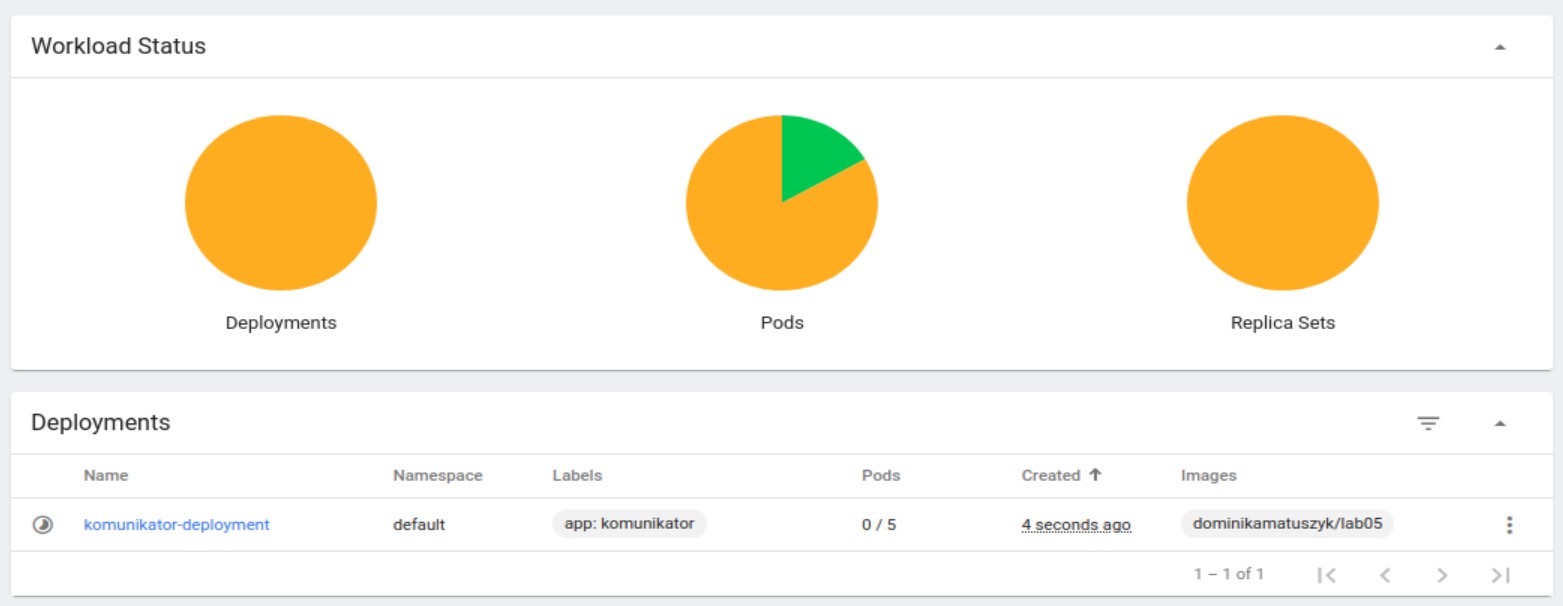 Workload Status
Deployments Pods Replica Sets
Deployments
Name Namespace Labels Pods Created Images
komunikator-deployment default app: komunikator 0 / 5 4 seconds ago dominikamatuszyk/lab05
1 – 1 of 1